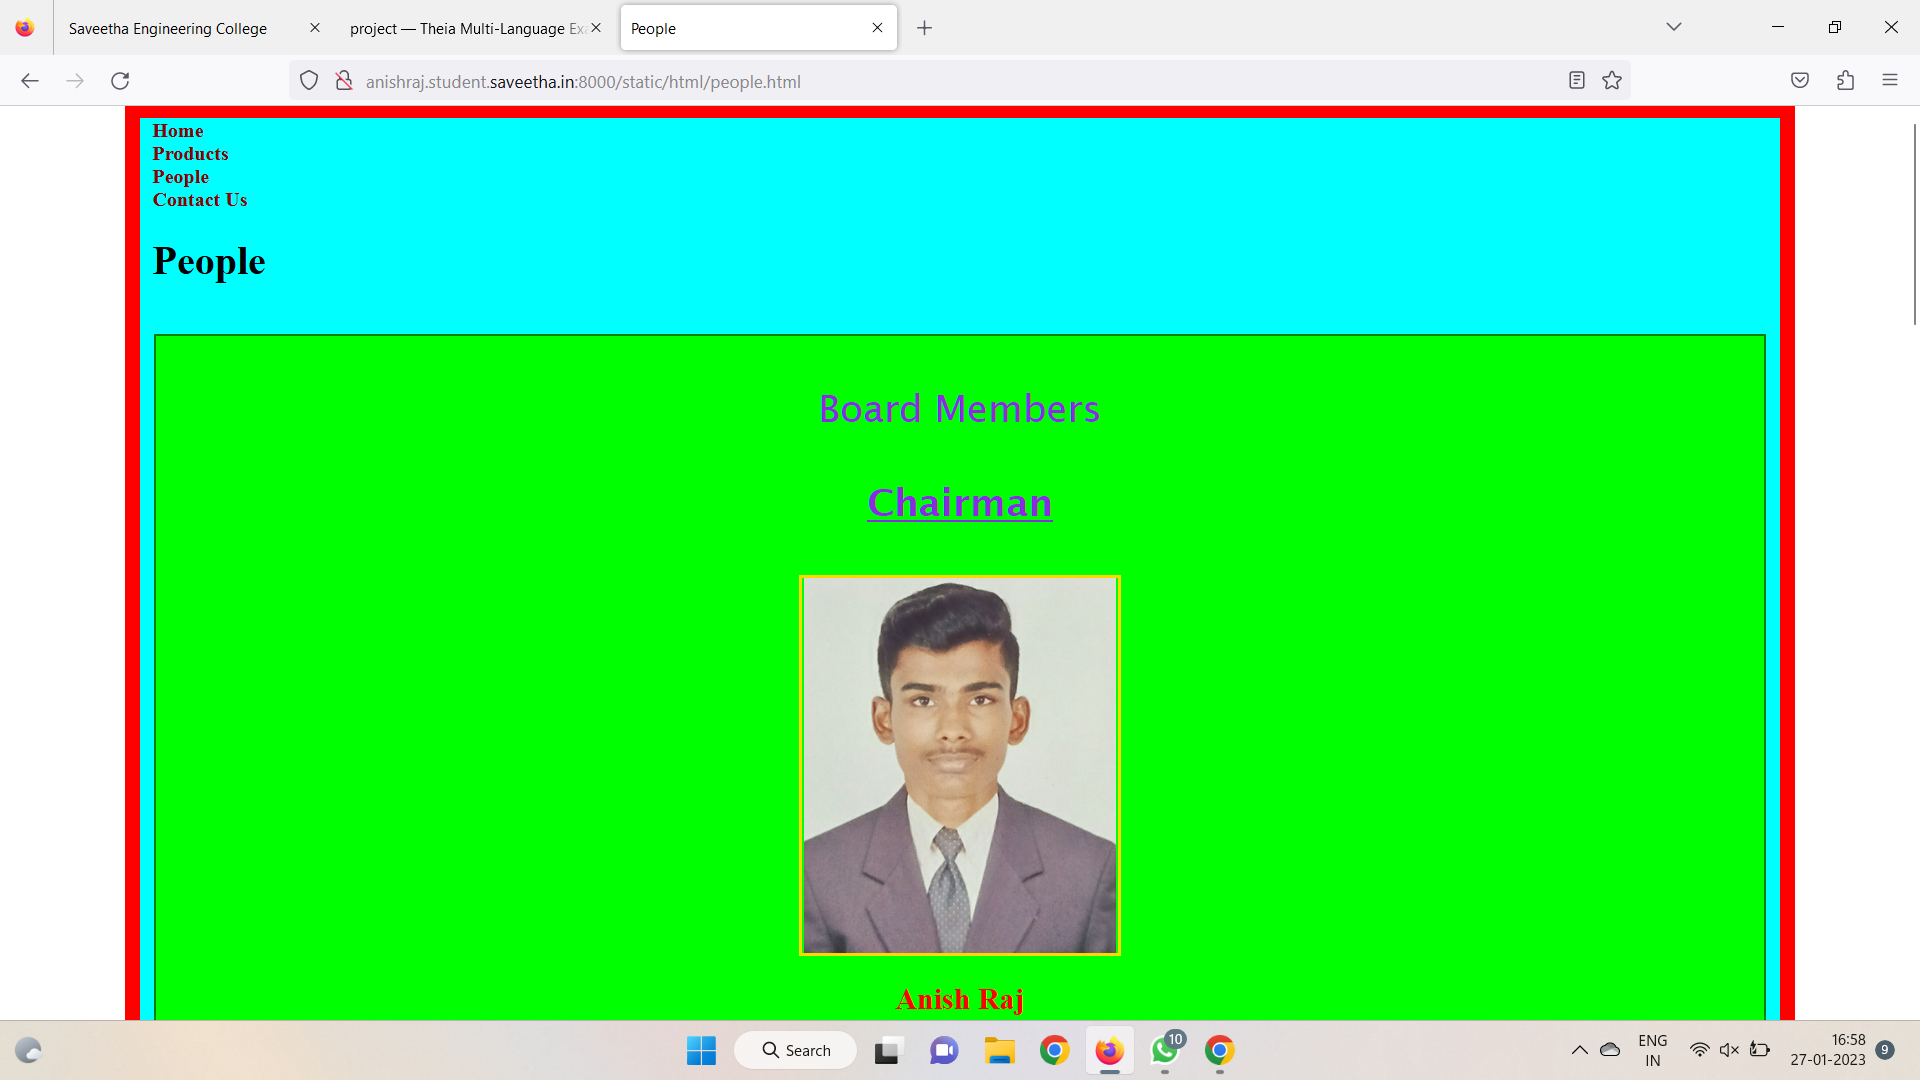 Saveetha Engineering College
project — Theia Multi-Language Exa
People
anishraj.student.saveetha.in:8000/static/html/people.html
Home
Products
People
Contact Us
People
Board Members
Chairman
Anish Raj
Search
10
ENG
IN
16:58
27-01-2023
9